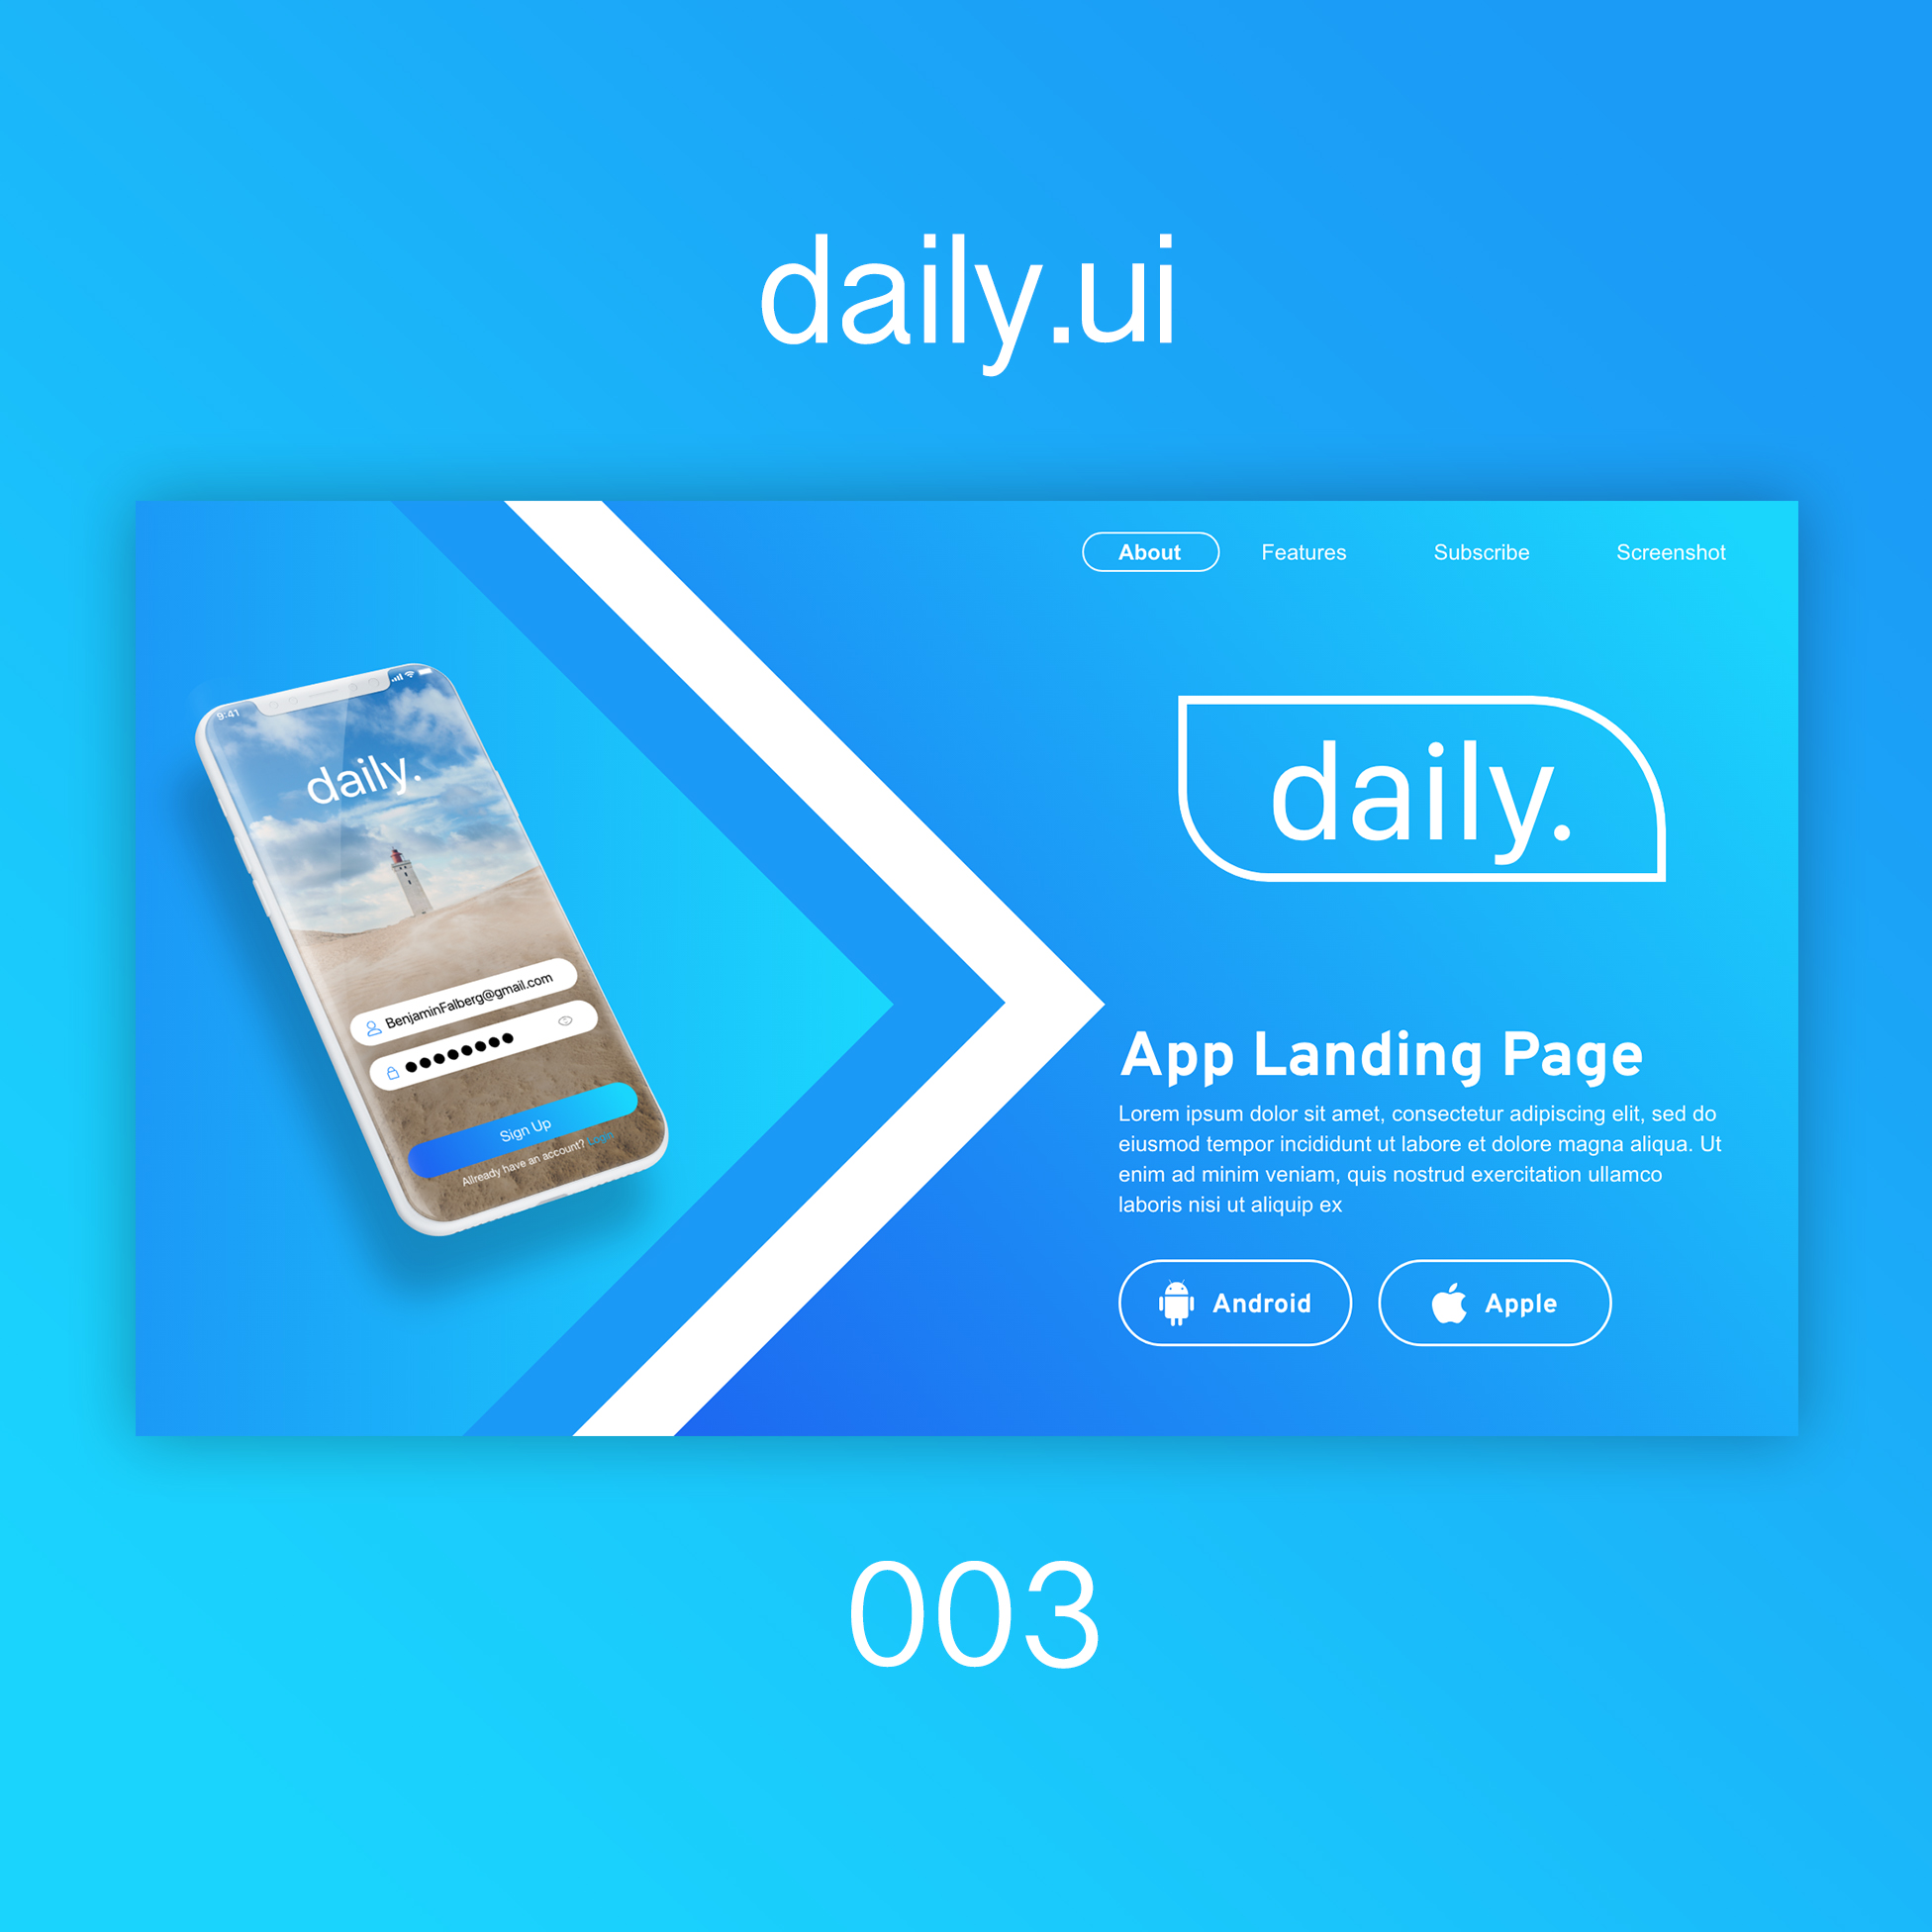 daily.ui
About Features Subscribe Screenshot
9:41
daily.
BenjaminFalberg@gmail.com
Sign Up
Allready have an account? Login
daily.
App Landing Page
Lorem ipsum dolor sit amet, consectetur adipiscing elit, sed do
eiusmod tempor incididunt ut labore et dolore magna aliqua. Ut
enim ad minim veniam, quis nostrud exercitation ullamco
laboris nisi ut aliquip ex
Android
Apple
003